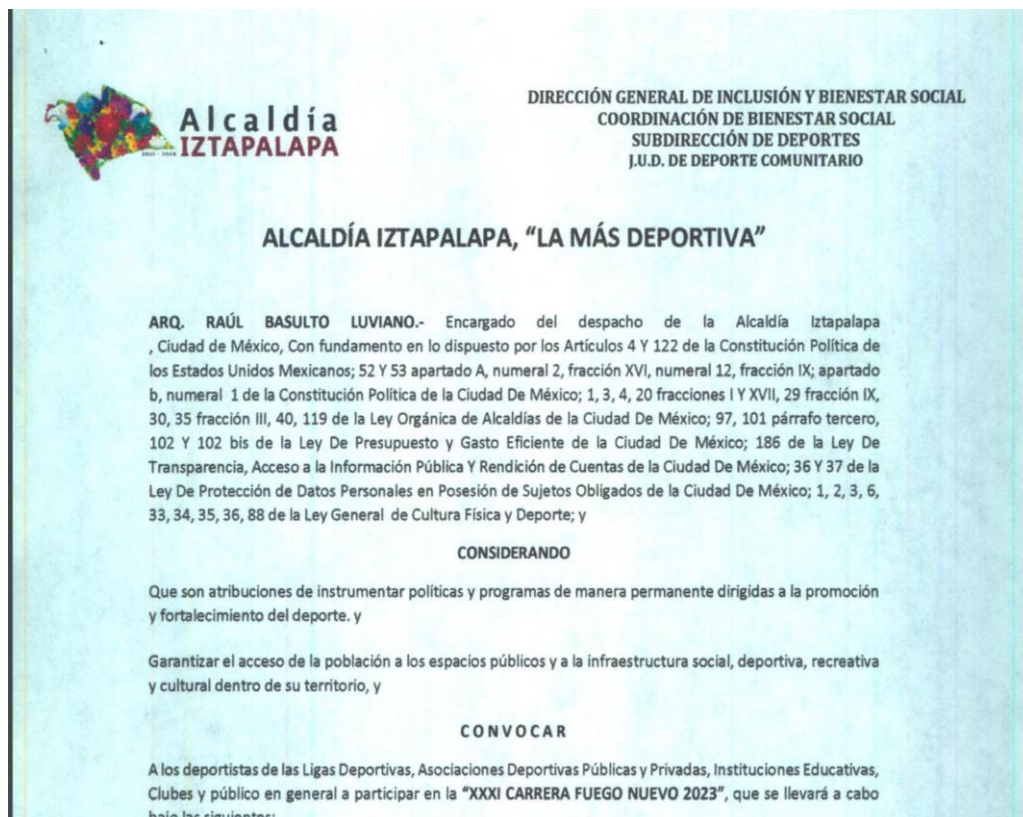 Alcaldía
IZTAPALAPA
DIRECCIÓN GENERAL DE INCLUSIÓN Y BIENESTAR SOCIAL
COORDINACIÓN DE BIENESTAR SOCIAL
SUBDIRECCIÓN DE DEPORTES
J.U.D. DE DEPORTE COMUNITARIO
ALCALDÍA IZTAPALAPA, “LA MÁS DEPORTIVA”
ARQ. RAÚL BASULTO LUVIANO.- Encargado del despacho de la Alcaldía Iztapalapa
, Ciudad de México, Con fundamento en lo dispuesto por los Artículos 4 Y 122 de la Constitución Política de
los Estados Unidos Mexicanos; 52 Y 53 apartado A, numeral 2, fracción XVI, numeral 12, fracción IX; apartado
b, numeral 1 de la Constitución Política de la Ciudad De México; 1, 3, 4, 20 fracciones I Y XVII, 29 fracción IX,
30, 35 fracción III, 40, 119 de la Ley Orgánica de Alcaldías de la Ciudad De México; 97, 101 párrafo tercero,
102 Y 102 bis de la Ley De Presupuesto y Gasto Eficiente de la Ciudad De México; 186 de la Ley De
Transparencia, Acceso a la Información Pública Y Rendición de Cuentas de la Ciudad De México; 36 Y 37 de la
Ley De Protección de Datos Personales en Posesión de Sujetos Obligados de la Ciudad De México; 1, 2, 3, 6,
33, 34, 35, 36, 88 de la Ley General de Cultura Física y Deporte; y
CONSIDERANDO
Que son atribuciones de instrumentar políticas y programas de manera permanente dirigidas a la promoción
y fortalecimiento del deporte. y
Garantizar el acceso de la población a los espacios públicos y a la infraestructura social, deportiva, recreativa
y cultural dentro de su territorio, y
CONVOCAR
A los deportistas de las Ligas Deportivas, Asociaciones Deportivas Públicas y Privadas, Instituciones Educativas,
Clubes y público en general a participar en la “XXXI CARRERA FUEGO NUEVO 2023”, que se llevará a cabo
bajo las siguientes: